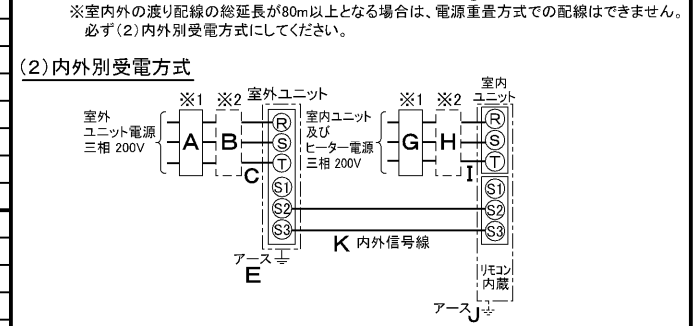 ※室内外の渡り配線の総延長が80m以上となる場合は、電源重畳方式での配線はできません。
必ず(2)内外別受電方式にしてください。
(2)内外別受電方式
※1 ※2 室外ユニット
室外
ユニット電源
三相 200V
A
B
C
R
S
T
S1
S2
S3
アース
E
※1 ※2
室内
ユニット
室内ユニット
及び
ヒーター電源
三相 200V
G
H
I
R
S
T
S1
S2
S3
K 内外信号線
リモコン
内蔵
アース J